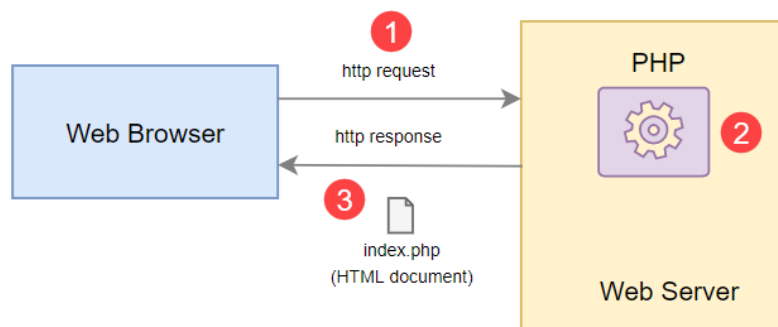 1
http request
PHP
Web Browser
http response
2
3
index.php
(HTML document)
Web Server